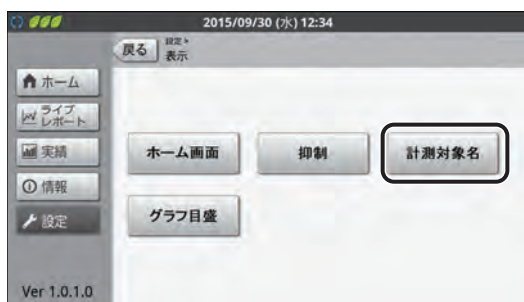 2015/09/30 (水) 12:34
戻る
設定 >
表示
ホーム
ライブ
レポート
実績
情報
設定
ホーム画面
抑制
計測対象名
グラフ目盛
Ver 1.0.1.0